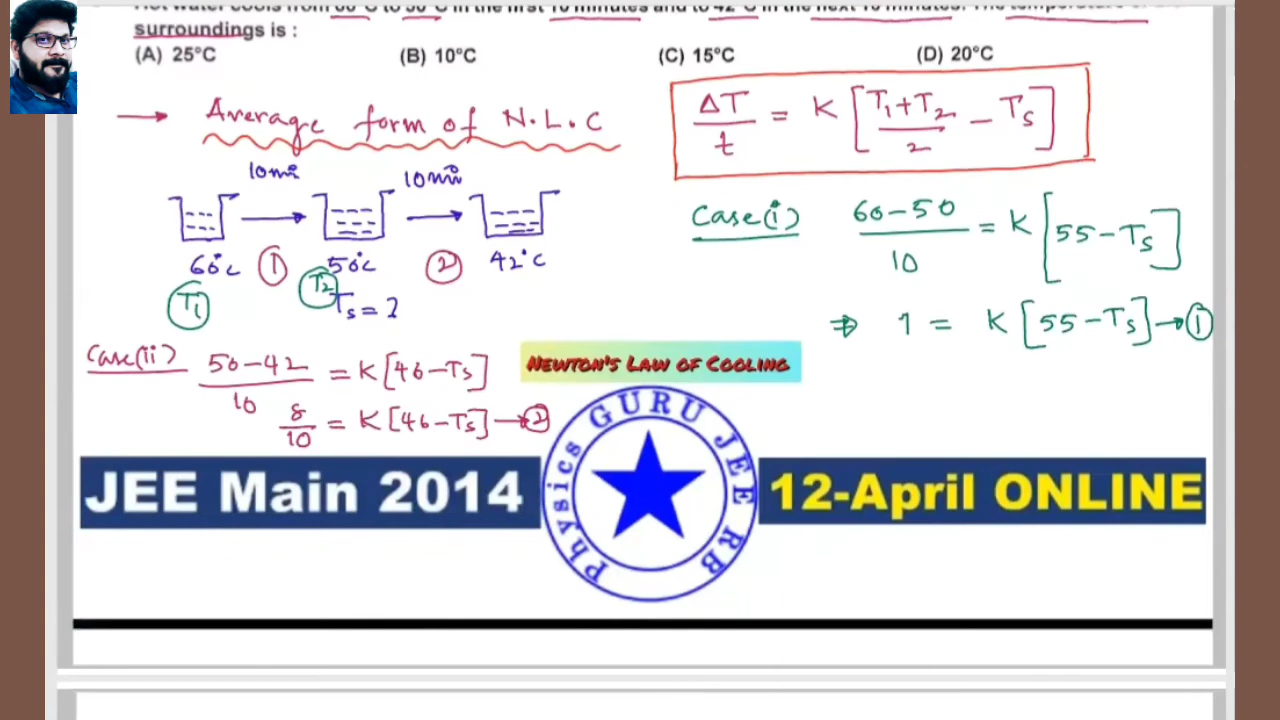 surroundings is :
(A) 25°C (B) 10°C (C) 15°C (D) 20°C
→ Average form of N.L.C
ΔT/t = K [(T₁+T₂)/2 − Ts]
10min 10min
60°C ① 50°C ② 42°C
T₁ T₂ Ts = ?
Case(i) 60−50/10 = K [55−Ts]
⇒ 1 = K [55−Ts] → ①
Case(ii) 50−42/10 = K[46−Ts]
8/10 = K[46−Ts] → ②
NEWTON'S LAW OF COOLING
JEE Main 2014
Physics GURU JEE RB
12-April ONLINE